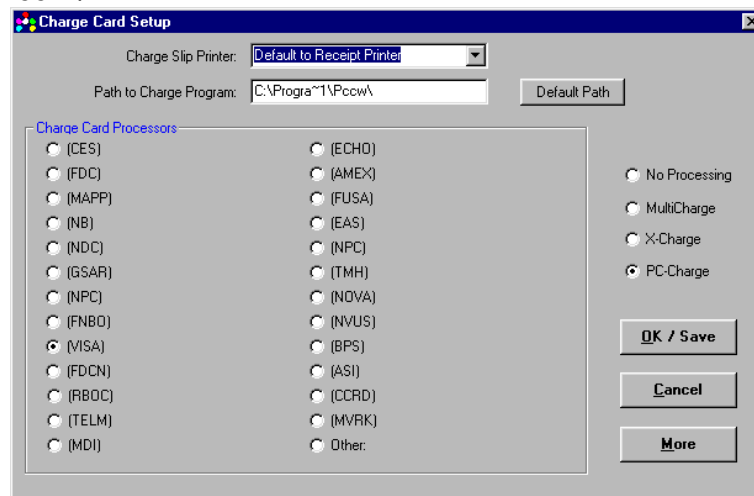 Charge Card Setup
Charge Slip Printer: Default to Receipt Printer
Path to Charge Program: C:\Progra~1\Pccw\ Default Path
Charge Card Processors
(CES) (ECHO)
(FDC) (AMEX)
(MAPP) (FUSA)
(NB) (EAS)
(NDC) (NPC)
(GSAR) (TMH)
(NPC) (NOVA)
(FNBO) (NVUS)
(VISA) (BPS)
(FDCN) (ASI)
(RBOC) (CCRD)
(TELM) (MVRK)
(MDI) Other:
No Processing
MultiCharge
X-Charge
PC-Charge
OK / Save
Cancel
More